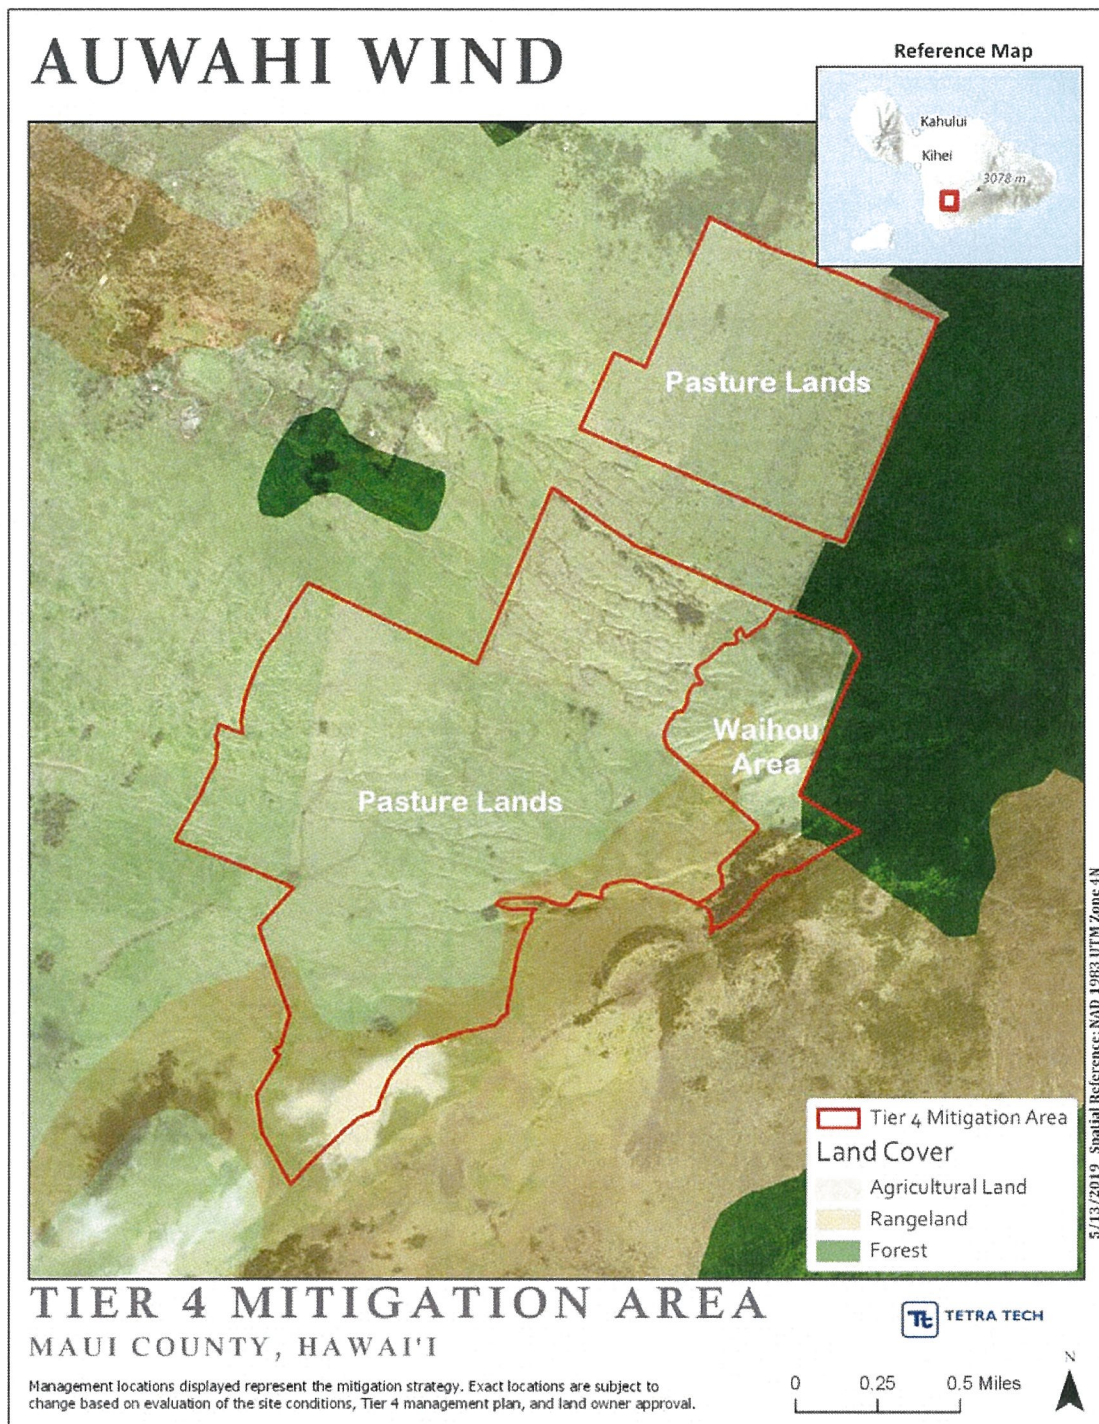 AUWAHI WIND
Reference Map
Kahului
Kihei
3078 m
Pasture Lands
Waihou
Area
Pasture Lands
Tier 4 Mitigation Area
Land Cover
Agricultural Land
Rangeland
Forest
5/13/2019 Spatial Reference: NAD 1983 UTM Zone 4N
TIER 4 MITIGATION AREA
MAUI COUNTY, HAWAI'I
Tt TETRA TECH
Management locations displayed represent the mitigation strategy. Exact locations are subject to
change based on evaluation of the site conditions, Tier 4 management plan, and land owner approval.
0 0.25 0.5 Miles
N